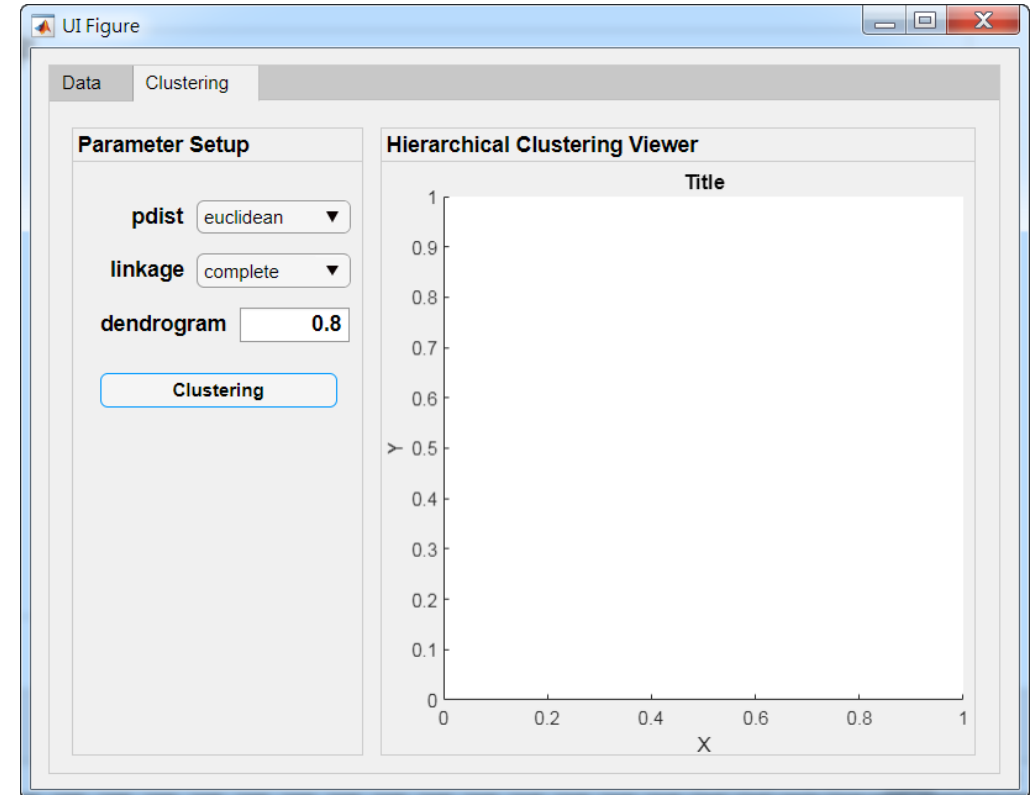 UI Figure
Data Clustering
Parameter Setup
pdist euclidean
linkage complete
dendrogram 0.8
Clustering
Hierarchical Clustering Viewer
Title
1
0.9
0.8
0.7
0.6
0.5
0.4
0.3
0.2
0.1
0
Y
0 0.2 0.4 0.6 0.8 1
X